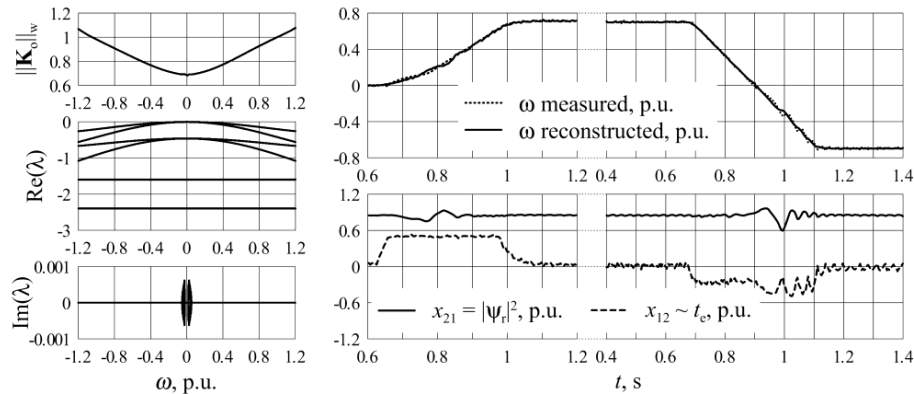 ||K₀||w
1.2
1
0.8
0.6
-1.2 -0.8 -0.4 0 0.4 0.8 1.2
Re(λ)
0
-1
-2
-3
-1.2 -0.8 -0.4 0 0.4 0.8 1.2
Im(λ)
0.001
0
-0.001
-1.2 -0.8 -0.4 0 0.4 0.8 1.2
ω, p.u.
0.8
0.4
0
-0.4
-0.8
ω measured, p.u.
ω reconstructed, p.u.
0.6 0.8 1 1.2 0.4 0.6 0.8 1 1.2 1.4
1.2
0.6
0
-0.6
-1.2
x₂₁ = |ψᵣ|², p.u. x₁₂ ~ tₑ, p.u.
0.6 0.8 1 1.2 0.4 0.6 0.8 1 1.2 1.4
t, s